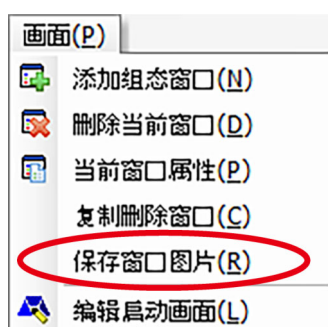 画面(P)
添加组态窗口(N)
删除当前窗口(D)
当前窗口属性(P)
复制删除窗口(C)
保存窗口图片(R)
编辑启动画面(L)